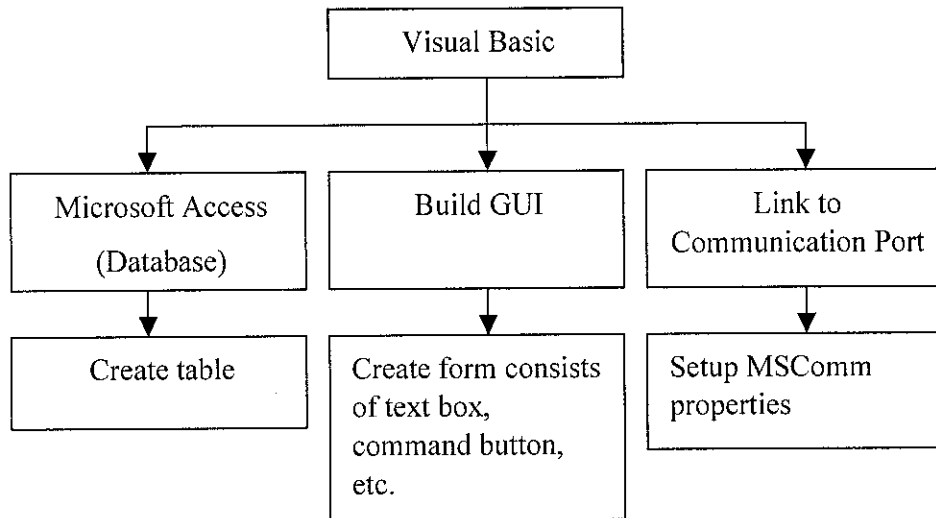 Visual Basic
Microsoft Access
(Database)
Build GUI
Link to
Communication Port
Create table
Create form consists
of text box,
command button,
etc.
Setup MSComm
properties